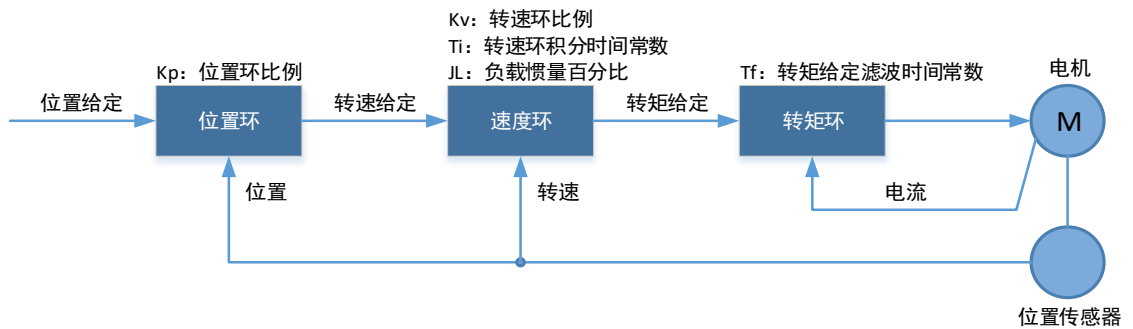 Kv：转速环比例
Ti：转速环积分时间常数
JL：负载惯量百分比
Kp：位置环比例
Tf：转矩给定滤波时间常数
电机
位置给定
位置环
转速给定
速度环
转矩给定
转矩环
M
位置
转速
电流
位置传感器